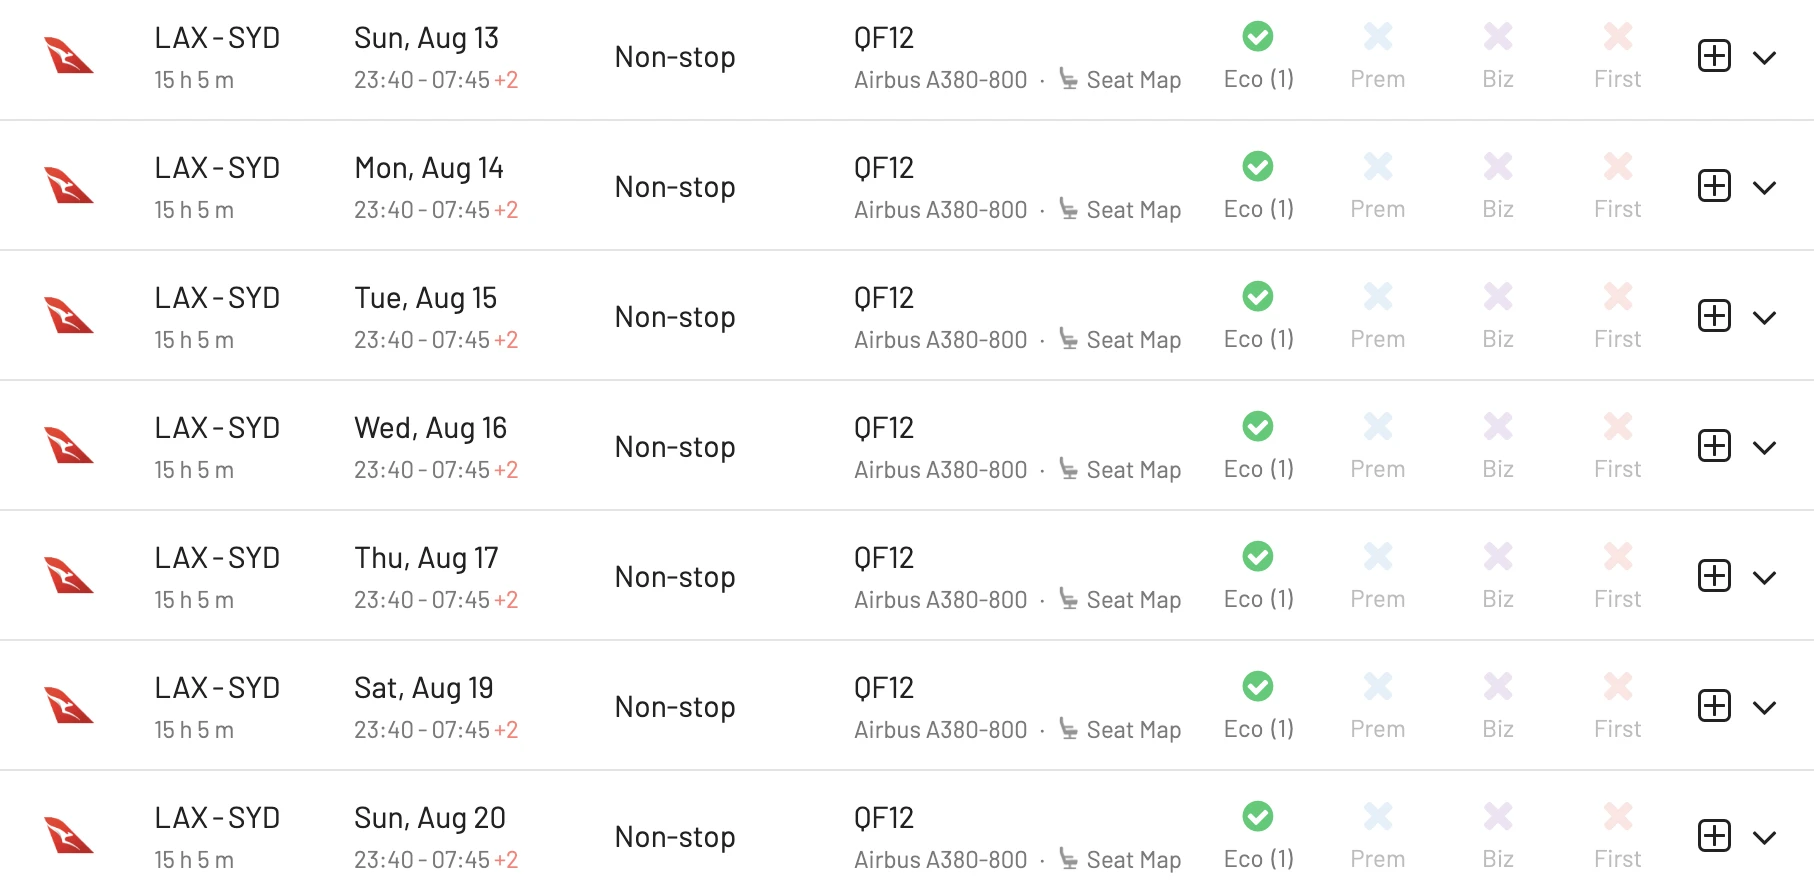 LAX - SYD Sun, Aug 13 Non-stop QF12
15 h 5 m 23:40 - 07:45 +2 Airbus A380-800 · Seat Map Eco (1) Prem Biz First
LAX - SYD Mon, Aug 14 Non-stop QF12
15 h 5 m 23:40 - 07:45 +2 Airbus A380-800 · Seat Map Eco (1) Prem Biz First
LAX - SYD Tue, Aug 15 Non-stop QF12
15 h 5 m 23:40 - 07:45 +2 Airbus A380-800 · Seat Map Eco (1) Prem Biz First
LAX - SYD Wed, Aug 16 Non-stop QF12
15 h 5 m 23:40 - 07:45 +2 Airbus A380-800 · Seat Map Eco (1) Prem Biz First
LAX - SYD Thu, Aug 17 Non-stop QF12
15 h 5 m 23:40 - 07:45 +2 Airbus A380-800 · Seat Map Eco (1) Prem Biz First
LAX - SYD Sat, Aug 19 Non-stop QF12
15 h 5 m 23:40 - 07:45 +2 Airbus A380-800 · Seat Map Eco (1) Prem Biz First
LAX - SYD Sun, Aug 20 Non-stop QF12
15 h 5 m 23:40 - 07:45 +2 Airbus A380-800 · Seat Map Eco (1) Prem Biz First